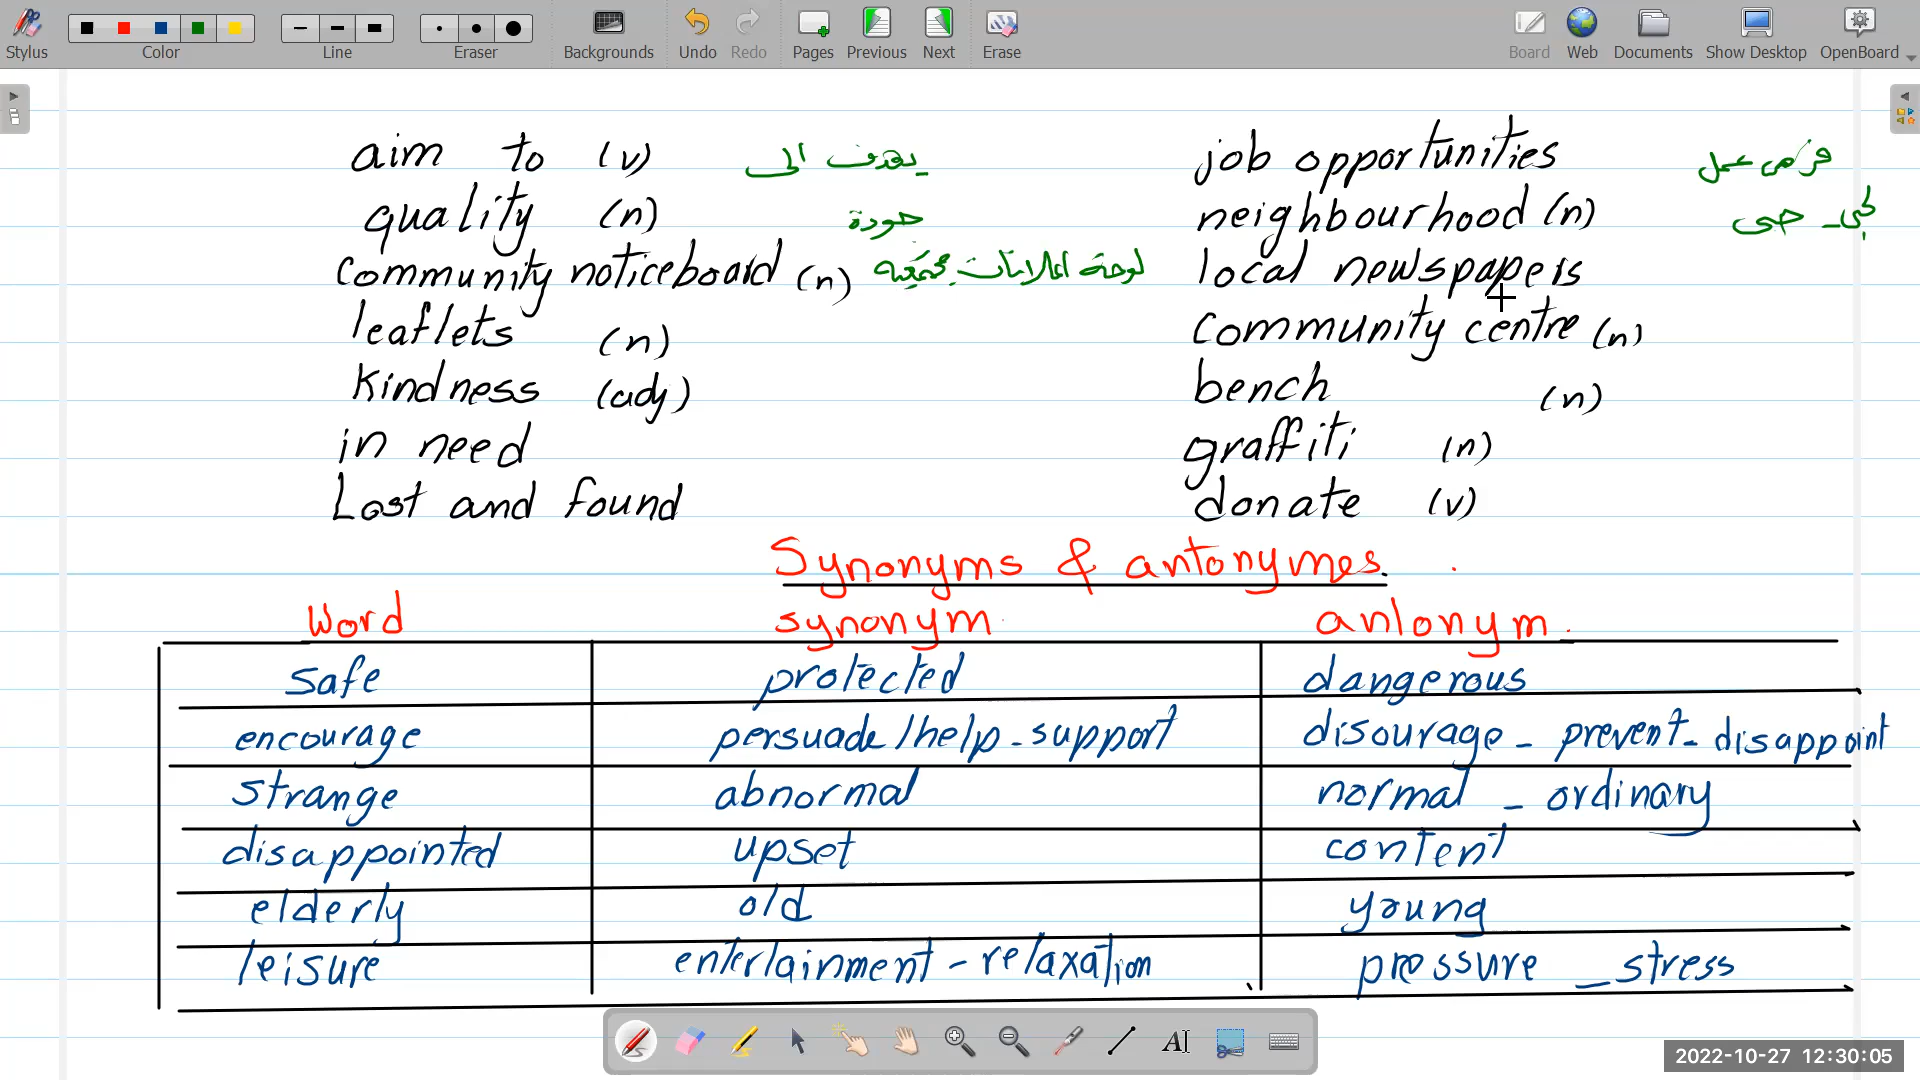 Stylus Color Line Eraser Backgrounds Undo Redo Pages Previous Next Erase Board Web Documents Show Desktop OpenBoard
aim to (v) يهدف الى job opportunities فرص عمل
quality (n) جودة neighbourhood (n) حى
community noticeboard (n) لوحة اعلانات مجتمعية local newspapers
leaflets (n) community centre (n)
Kindness (adj) bench (n)
in need graffiti (n)
Lost and found donate (v)
Synonyms & antonymes.
Word synonym antonym.
safe protected dangerous
encourage persuade/help - support disourage - prevent - disappoint
strange abnormal normal - ordinary
disappointed upset content
elderly old young
leisure entertainment - relaxation pressure - stress
2022-10-27 12:30:05